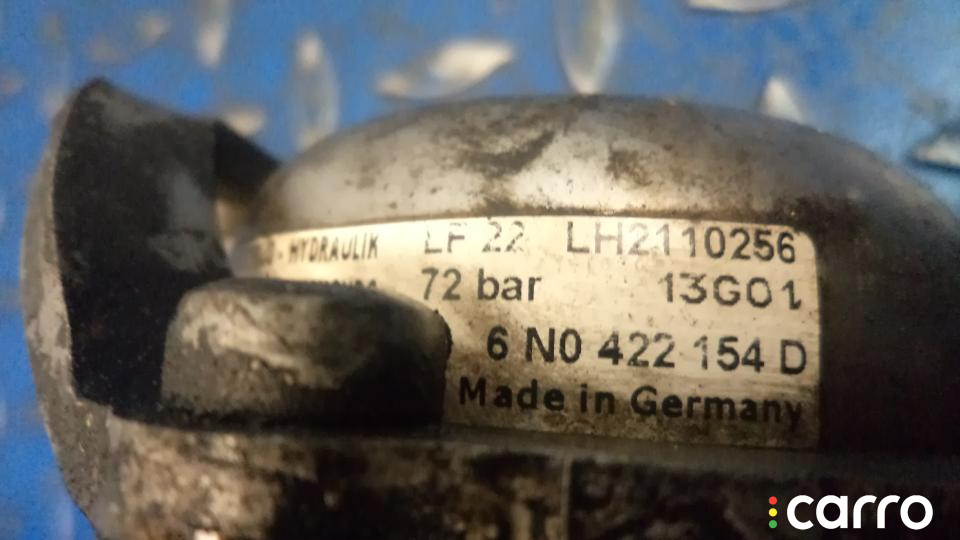 - HYDRAULIK LF 22 LH2110256
72 bar 13G01
6 N0 422 154 D
Made in Germany
carro